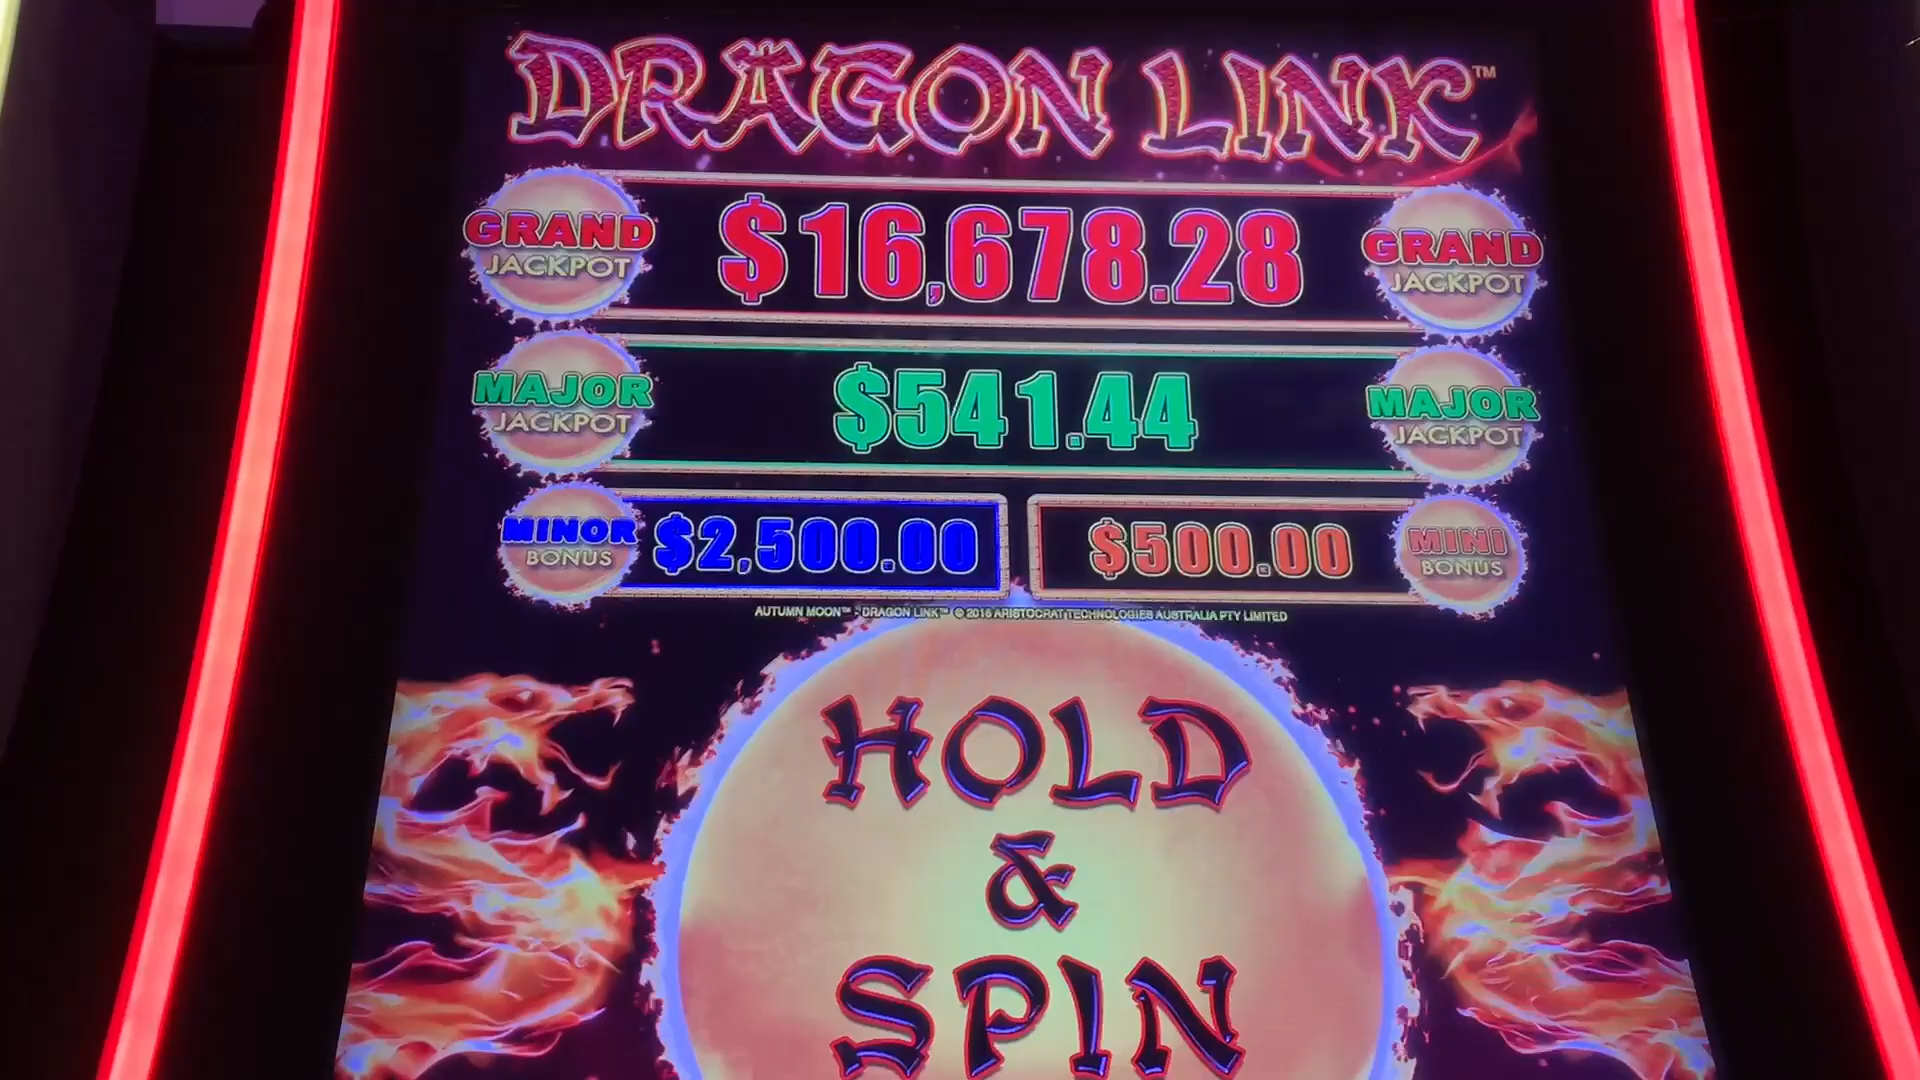 DRAGON LINK™
GRAND JACKPOT
$16,678.28
GRAND JACKPOT
MAJOR JACKPOT
$541.44
MAJOR JACKPOT
MINOR BONUS
$2,500.00
$500.00
MINI BONUS
AUTUMN MOON™ - DRAGON LINK™ © 2016 ARISTOCRAT TECHNOLOGIES AUSTRALIA PTY LIMITED
HOLD
&
SPIN